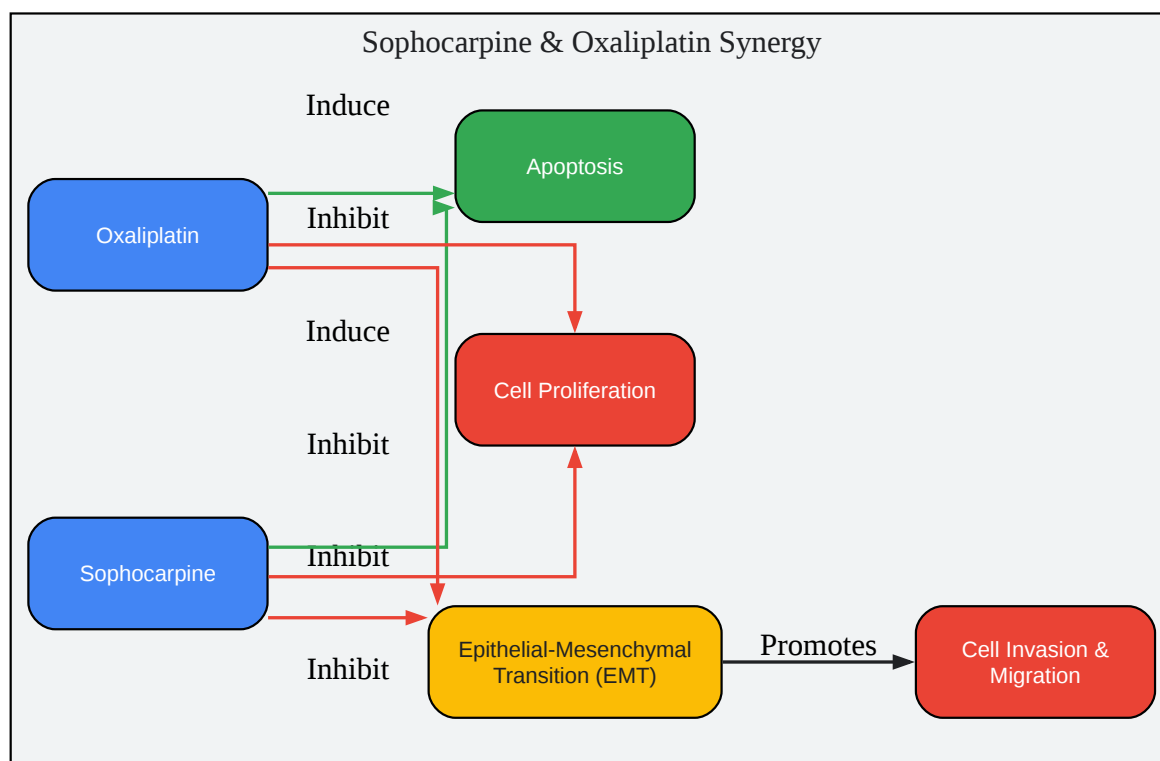 Sophocarpine & Oxaliplatin Synergy
Induce
Apoptosis
Inhibit
Oxaliplatin
Induce
Cell Proliferation
Inhibit
Inhibit
Sophocarpine
Epithelial-Mesenchymal
Transition (EMT)
Promotes
Cell Invasion &
Migration
Inhibit